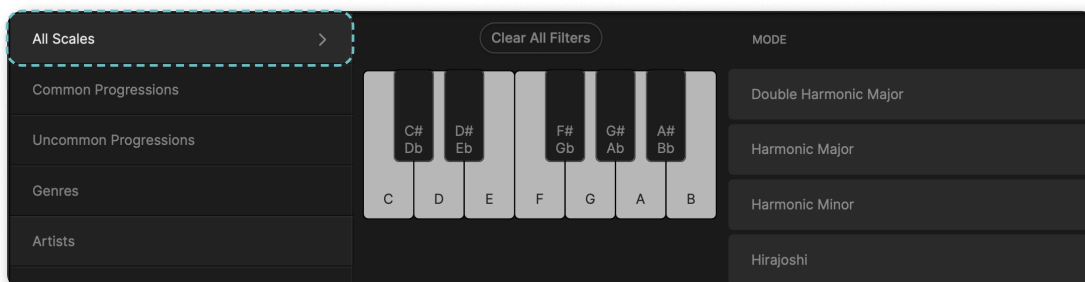 All Scales
Common Progressions
Uncommon Progressions
Genres
Artists
Clear All Filters
C# D# F# G# A#
Db Eb Gb Ab Bb
C D E F G A B
MODE
Double Harmonic Major
Harmonic Major
Harmonic Minor
Hirajoshi